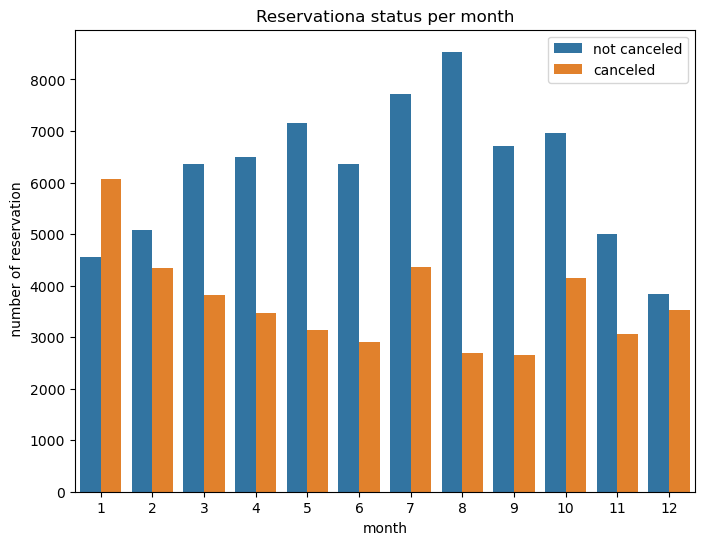 Reservationa status per month
not canceled
canceled
number of reservation
8000
7000
6000
5000
4000
3000
2000
1000
0
1 2 3 4 5 6 7 8 9 10 11 12
month